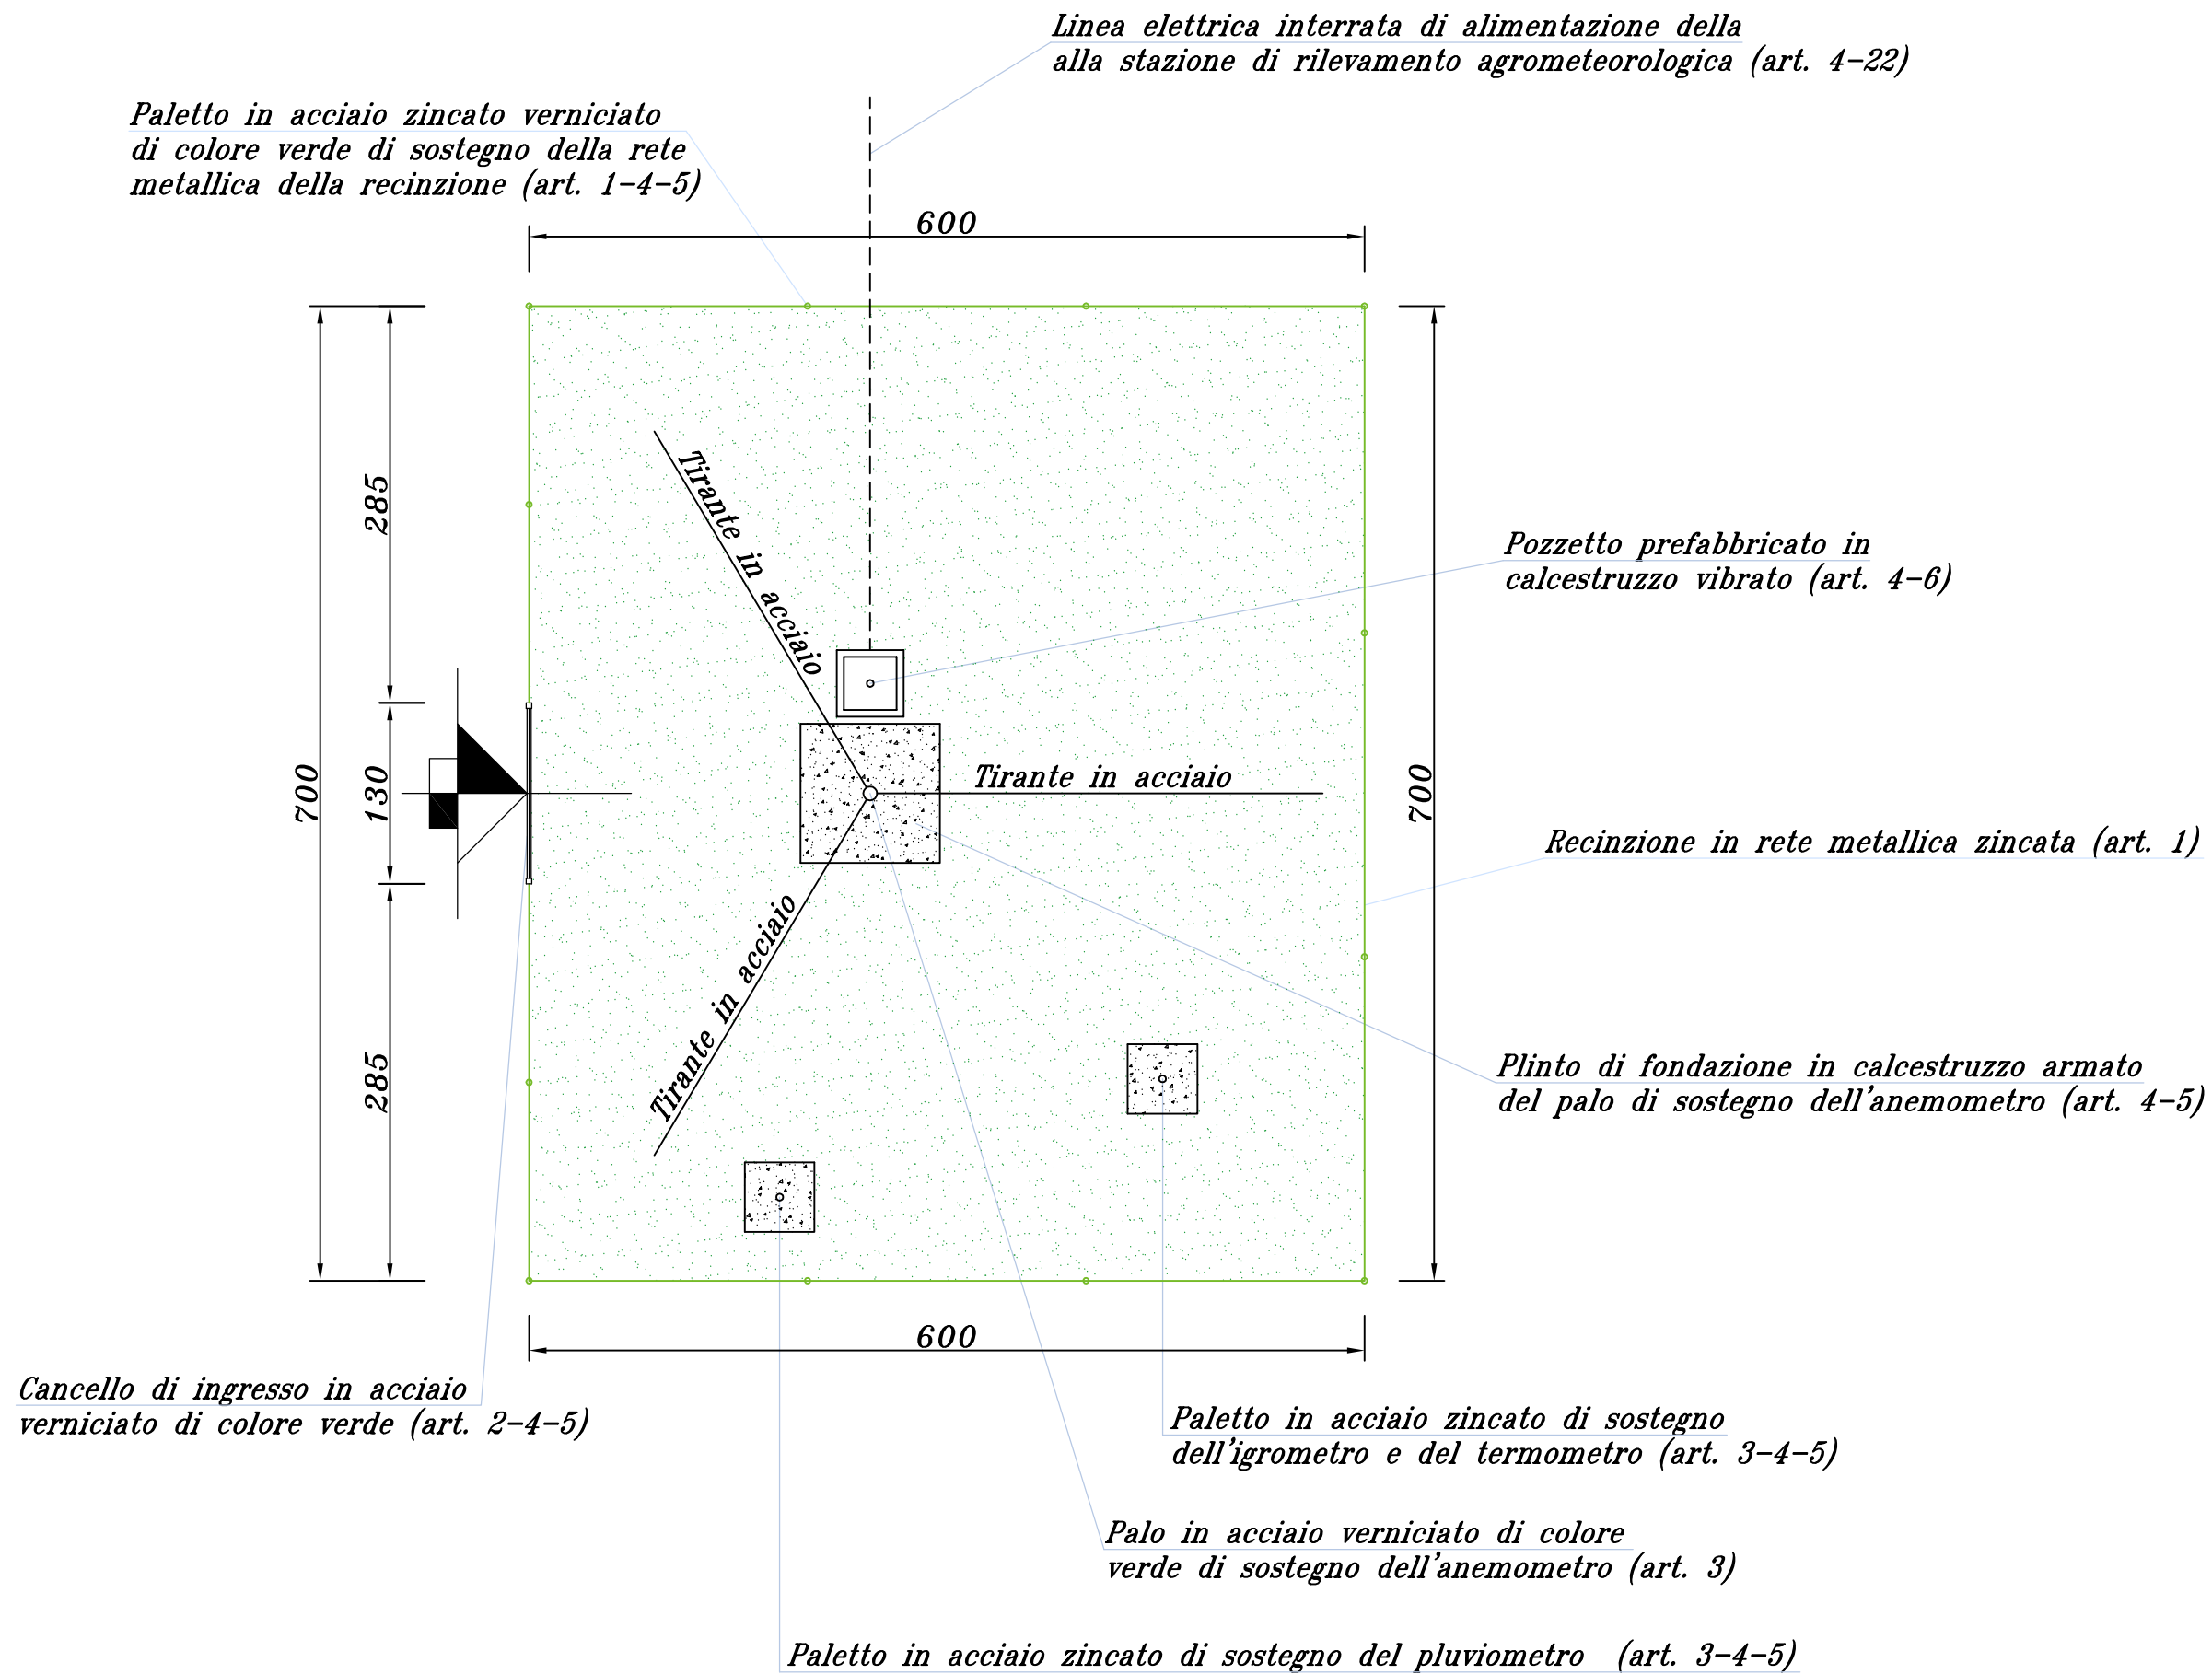 Linea elettrica interrata di alimentazione della
alla stazione di rilevamento agrometeorologica (art. 4-22)
Paletto in acciaio zincato verniciato
di colore verde di sostegno della rete
metallica della recinzione (art. 1-4-5)
600
285
Tirante in acciaio
Pozzetto prefabbricato in
calcestruzzo vibrato (art. 4-6)
700
130
Tirante in acciaio
700
Recinzione in rete metallica zincata (art. 1)
Tirante in acciaio
285
Plinto di fondazione in calcestruzzo armato
del palo di sostegno dell'anemometro (art. 4-5)
600
Cancello di ingresso in acciaio
verniciato di colore verde (art. 2-4-5)
Paletto in acciaio zincato di sostegno
dell'igrometro e del termometro (art. 3-4-5)
Palo in acciaio verniciato di colore
verde di sostegno dell'anemometro (art. 3)
Paletto in acciaio zincato di sostegno del pluviometro (art. 3-4-5)